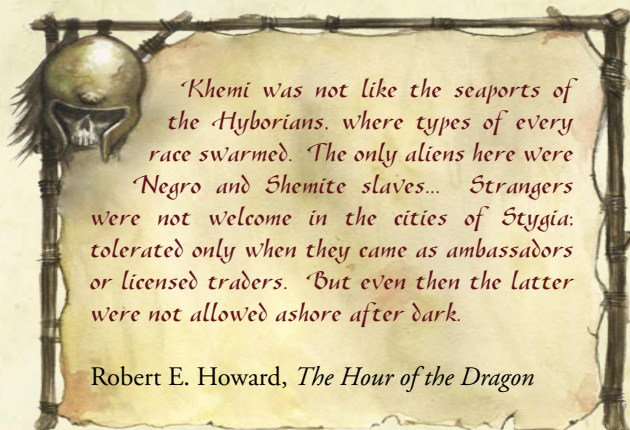 Khemi was not like the seaports of
the Hyborians, where types of every
race swarmed. The only aliens here were
Negro and Shemite slaves... Strangers
were not welcome in the cities of Stygia;
tolerated only when they came as ambassadors
or licensed traders. But even then the latter
were not allowed ashore after dark.
Robert E. Howard, The Hour of the Dragon